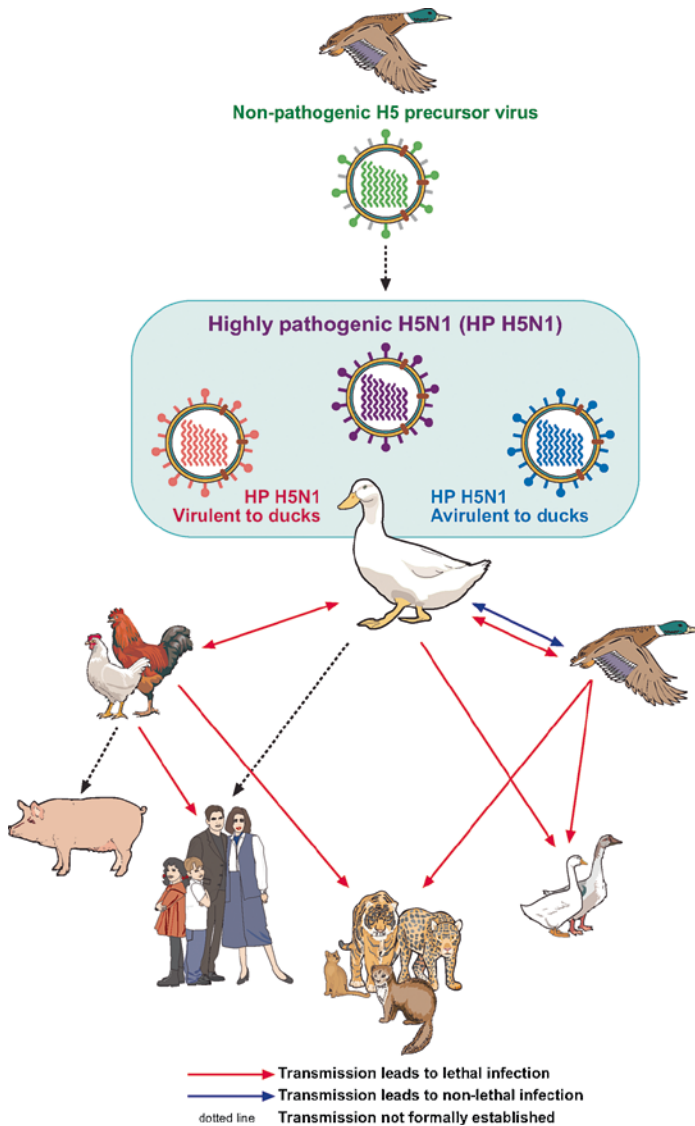 Non-pathogenic H5 precursor virus
Highly pathogenic H5N1 (HP H5N1)
HP H5N1
Virulent to ducks
HP H5N1
Avirulent to ducks
Transmission leads to lethal infection
Transmission leads to non-lethal infection
dotted line Transmission not formally established